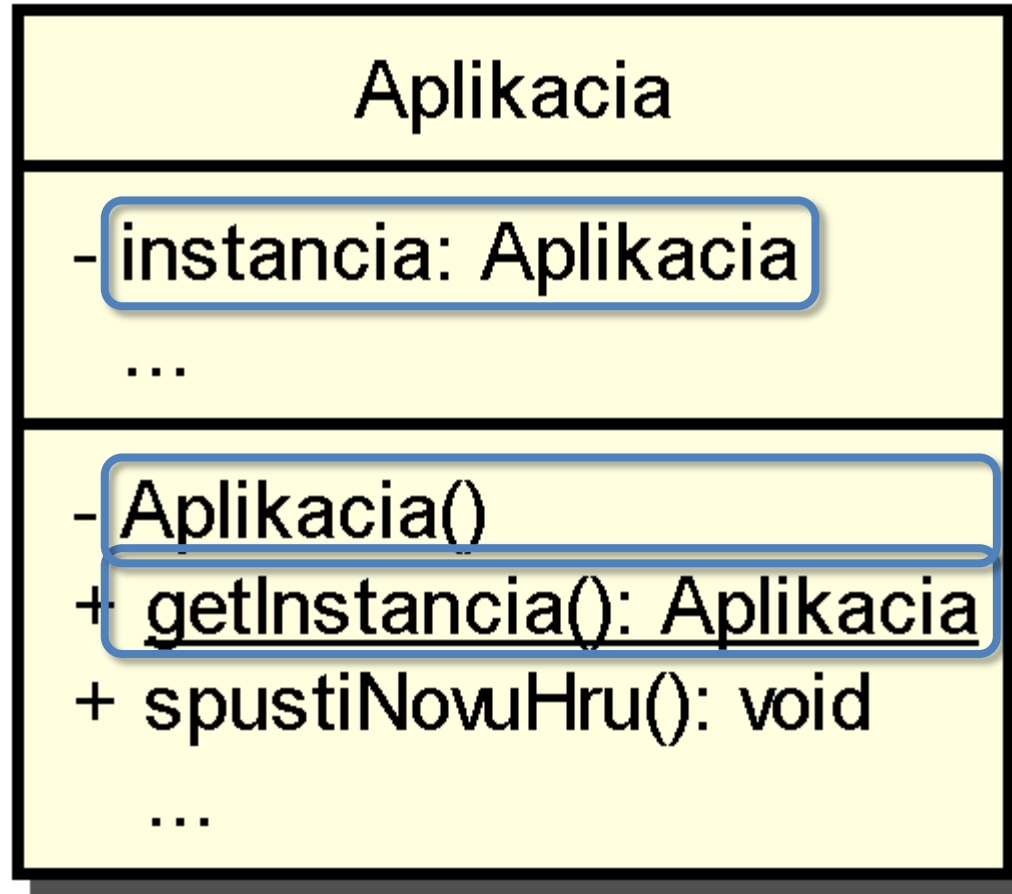 Aplikacia
- instancia: Aplikacia
...
- Aplikacia()
+ getInstancia(): Aplikacia
+ spustiNovuHru(): void
...